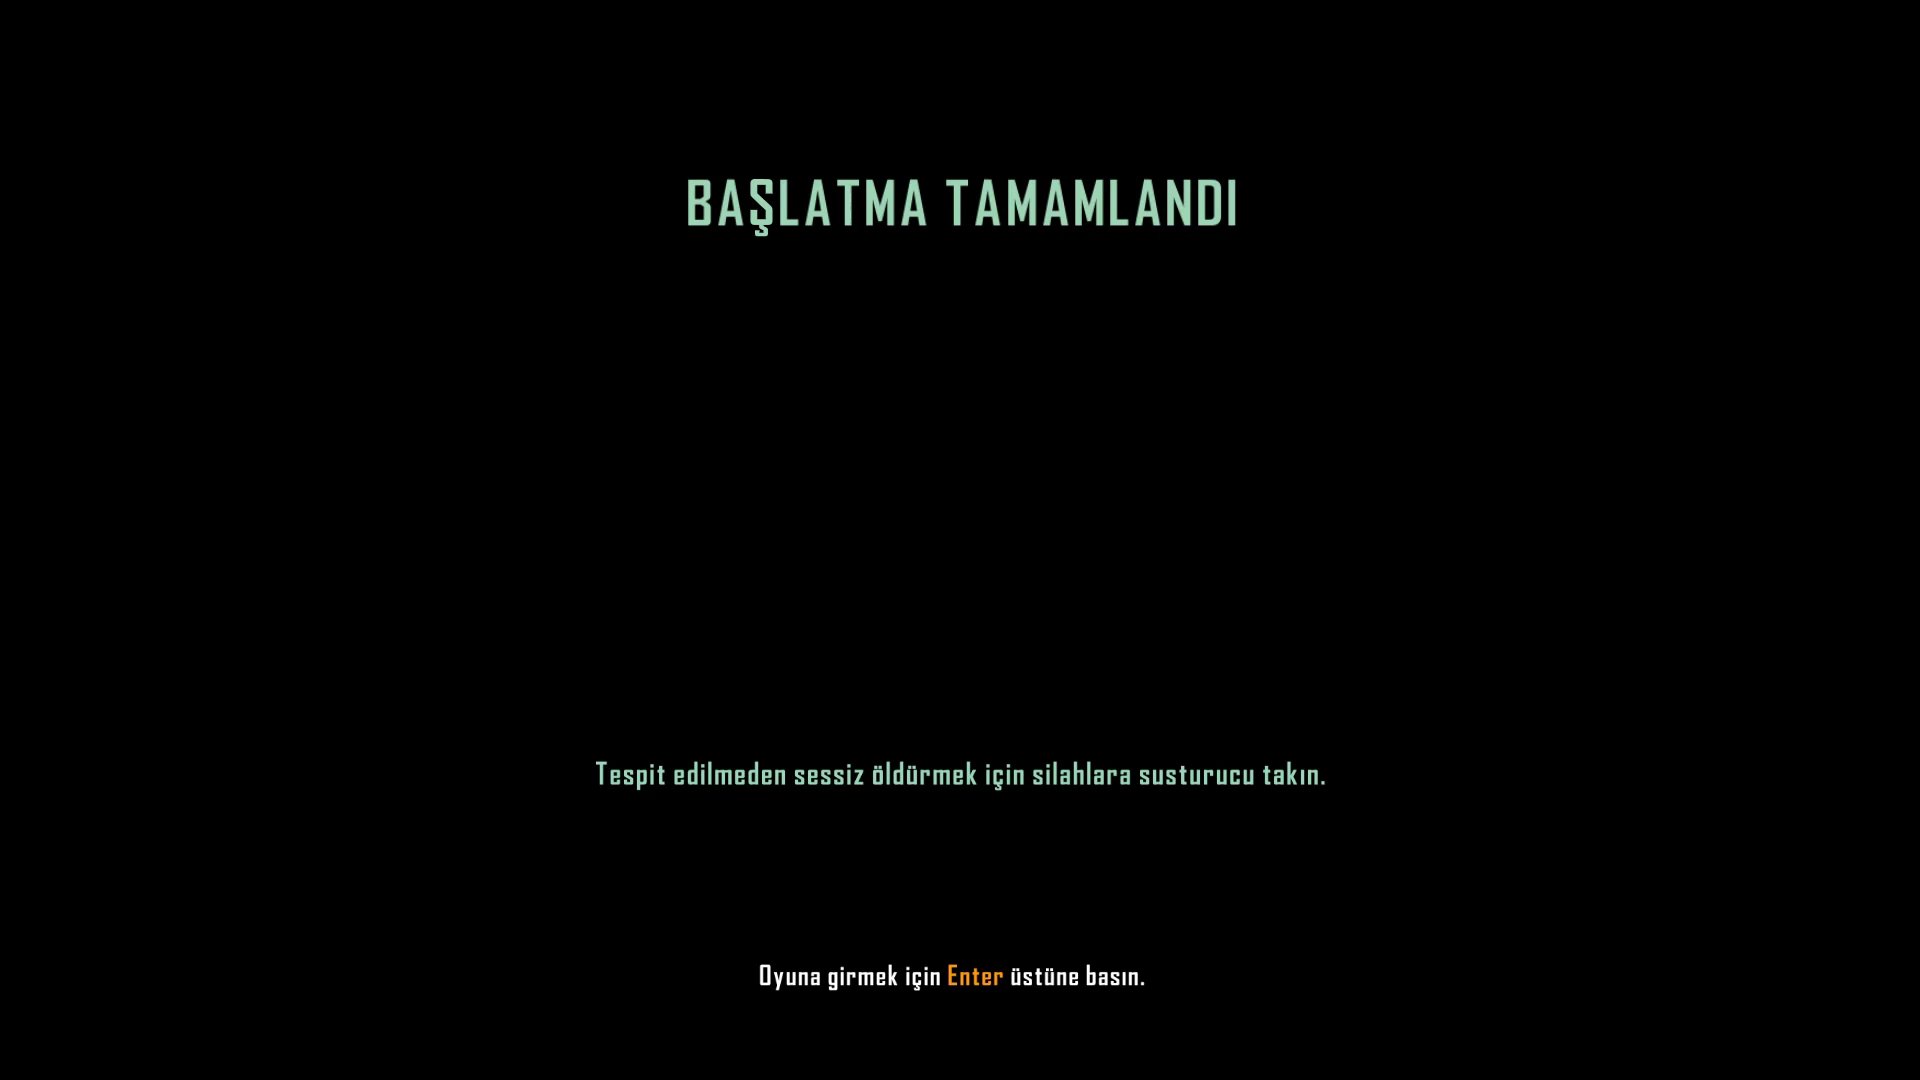 BAŞLATMA TAMAMLANDI
Tespit edilmeden sessiz öldürmek için silahlara susturucu takın.
Oyuna girmek için Enter üstüne basın.